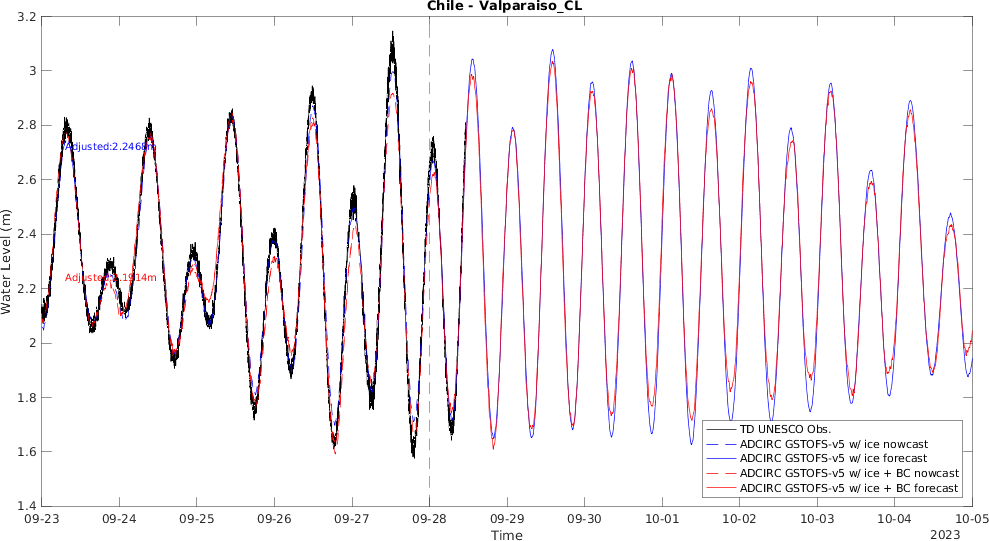 Chile - Valparaiso_CL
3.2
3
2.8
2.6
2.4
2.2
2
1.8
1.6
1.4
Water Level (m)
Adjusted:2.2468m
Adjusted:2.1914m
TD UNESCO Obs.
ADCIRC GSTOFS-v5 w/ ice nowcast
ADCIRC GSTOFS-v5 w/ ice forecast
ADCIRC GSTOFS-v5 w/ ice + BC nowcast
ADCIRC GSTOFS-v5 w/ ice + BC forecast
09-23 09-24 09-25 09-26 09-27 09-28 09-29 09-30 10-01 10-02 10-03 10-04 10-05
Time
2023